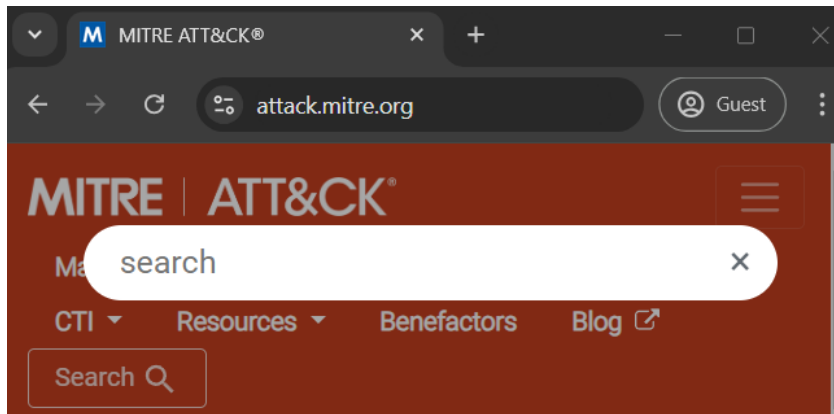 MITRE ATT&CK®
attack.mitre.org
Guest
MITRE | ATT&CK®
search
CTI Resources Benefactors Blog
Search